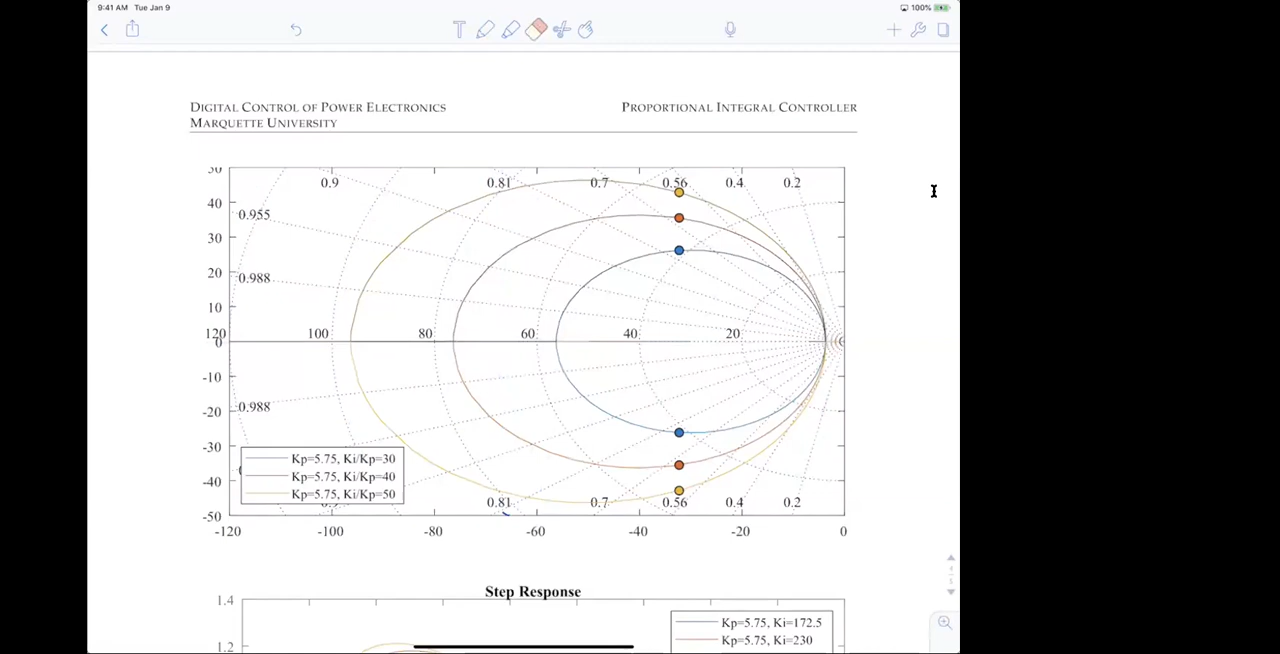 9:41 AM Tue Jan 9
100%
DIGITAL CONTROL OF POWER ELECTRONICS
PROPORTIONAL INTEGRAL CONTROLLER
MARQUETTE UNIVERSITY
50
0.9 0.81 0.7 0.56 0.4 0.2
40
0.955
30
20
0.988
10
120 100 80 60 40 20
0
-10
-20
0.988
-30
-40
-50
0.81 0.7 0.56 0.4 0.2
Kp=5.75, Ki/Kp=30
Kp=5.75, Ki/Kp=40
Kp=5.75, Ki/Kp=50
-120 -100 -80 -60 -40 -20 0
Step Response
1.4
Kp=5.75, Ki=172.5
Kp=5.75, Ki=230
1.2